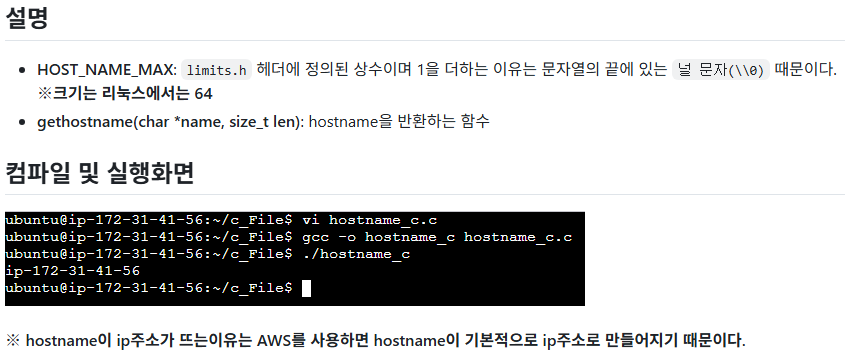 설명
HOST_NAME_MAX: limits.h 헤더에 정의된 상수이며 1을 더하는 이유는 문자열의 끝에 있는 널 문자(\\0) 때문이다.
※크기는 리눅스에서는 64
gethostname(char *name, size_t len): hostname을 반환하는 함수
컴파일 및 실행화면
ubuntu@ip-172-31-41-56:~/c_File$ vi hostname_c.c
ubuntu@ip-172-31-41-56:~/c_File$ gcc -o hostname_c hostname_c.c
ubuntu@ip-172-31-41-56:~/c_File$ ./hostname_c
ip-172-31-41-56
ubuntu@ip-172-31-41-56:~/c_File$
※ hostname이 ip주소가 뜨는이유는 AWS를 사용하면 hostname이 기본적으로 ip주소로 만들어지기 때문이다.